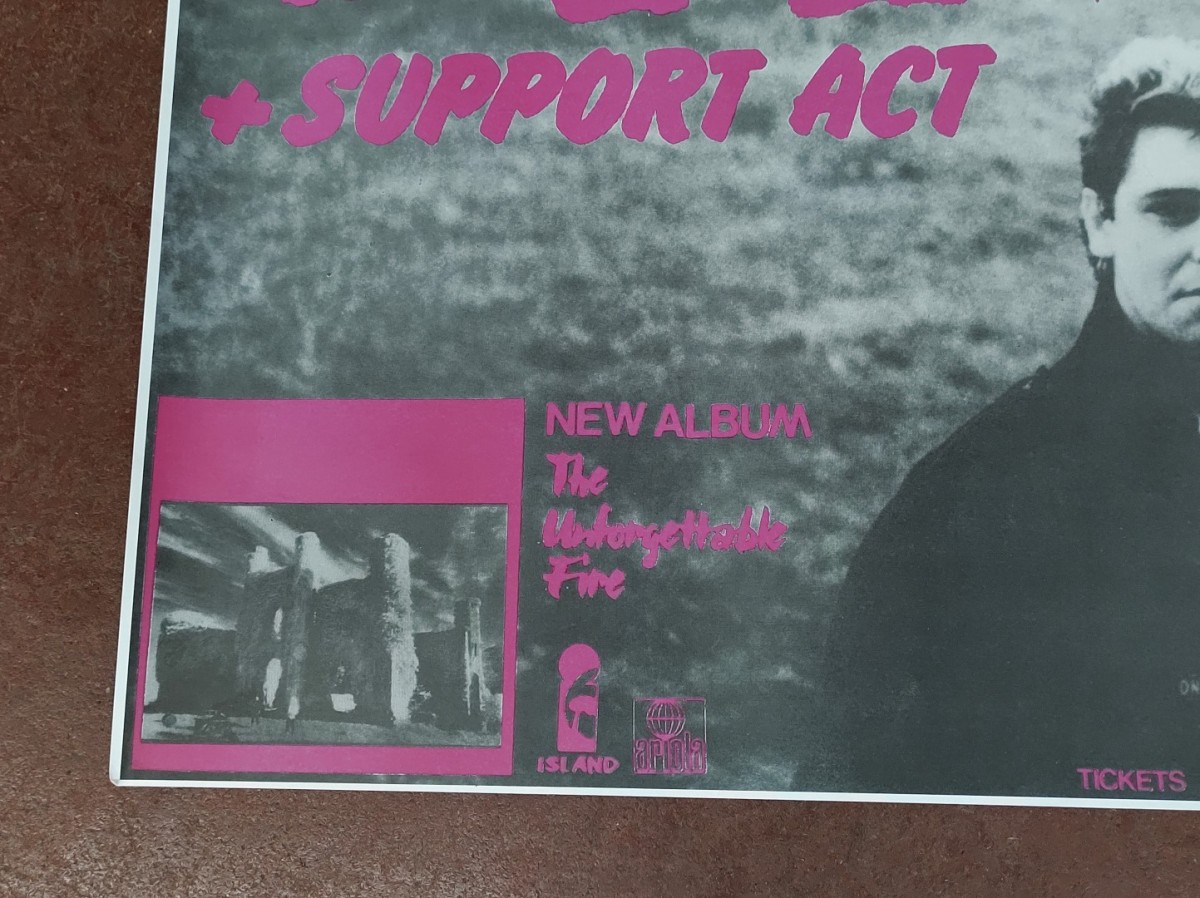 + SUPPORT ACT
NEW ALBUM
The
Unforgettable
Fire
ISLAND
ariola
TICKETS